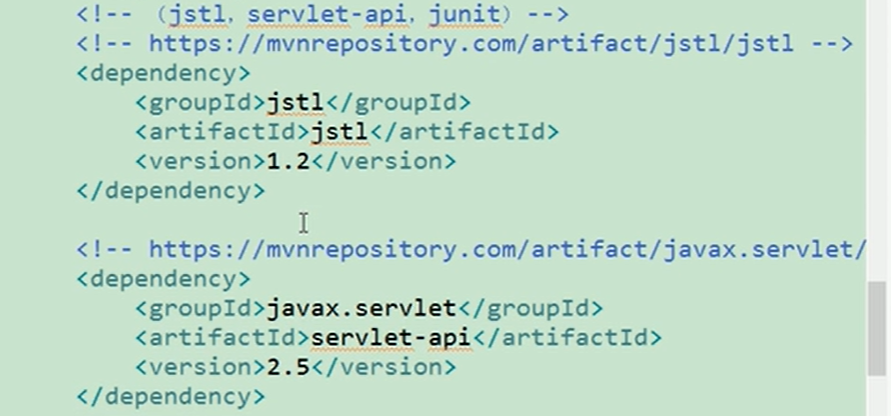 <!-- （jstl，servlet-api，junit）-->
<!-- https://mvnrepository.com/artifact/jstl/jstl -->
<dependency>
    <groupId>jstl</groupId>
    <artifactId>jstl</artifactId>
    <version>1.2</version>
</dependency>

<!-- https://mvnrepository.com/artifact/javax.servlet/
<dependency>
    <groupId>javax.servlet</groupId>
    <artifactId>servlet-api</artifactId>
    <version>2.5</version>
</dependency>